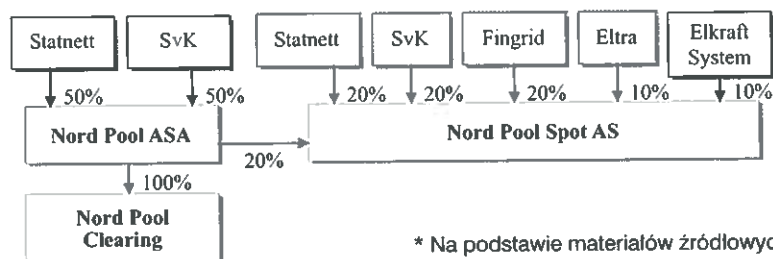 Statnett
SvK
Statnett
SvK
Fingrid
Eltra
Elkraft
System
50%
50%
20%
20%
20%
10%
10%
Nord Pool ASA
20%
Nord Pool Spot AS
100%
Nord Pool
Clearing
* Na podstawie materiałów źródłowyc